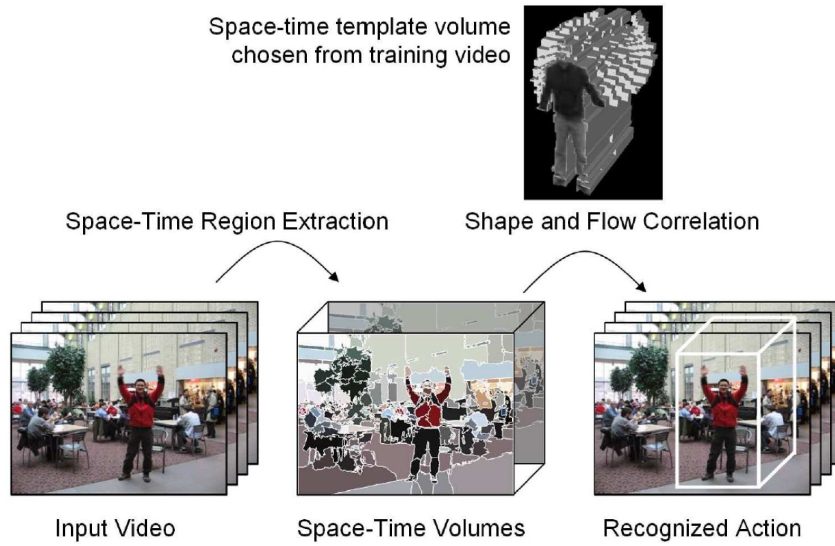 Space-time template volume
chosen from training video
Space-Time Region Extraction
Shape and Flow Correlation
Input Video
Space-Time Volumes
Recognized Action